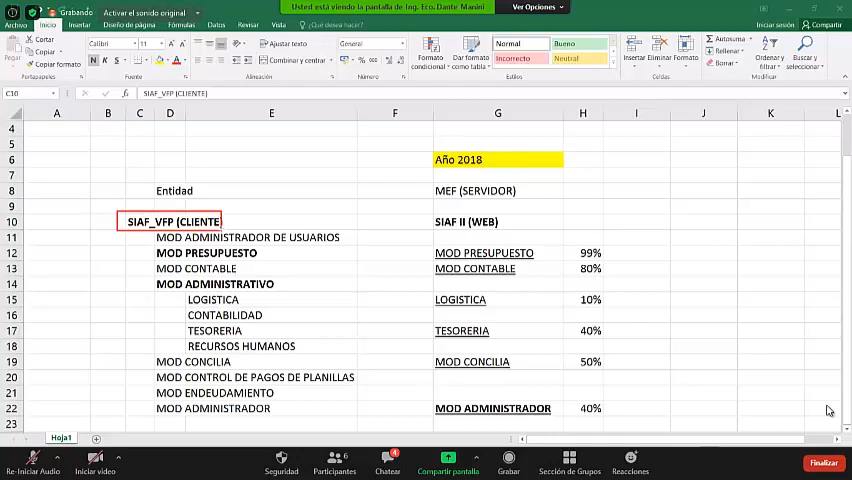 Usted está viendo la pantalla de Ing. Eco. Dante Manini
Ver Opciones
Grabando
Activar el sonido original
Archivo Inicio Insertar Diseño de página Fórmulas Datos Revisar Vista ¿Qué desea hacer?
Iniciar sesión Compartir
Cortar
Copiar
Copiar formato
Pegar
Portapapeles
Calibri 11
N K S
Fuente
Ajustar texto
Combinar y centrar
Alineación
General
Número
Formato condicional
Dar formato como tabla
Normal Bueno
Incorrecto Neutral
Estilos
Insertar Eliminar Formato
Celdas
Autosuma
Rellenar
Borrar
Ordenar y filtrar
Buscar y seleccionar
Modificar
C10 SIAF_VFP (CLIENTE)
A B C D E F G H I J K L
4
5
6 Año 2018
7
8 Entidad MEF (SERVIDOR)
9
10 SIAF_VFP (CLIENTE) SIAF II (WEB)
11 MOD ADMINISTRADOR DE USUARIOS
12 MOD PRESUPUESTO MOD PRESUPUESTO 99%
13 MOD CONTABLE MOD CONTABLE 80%
14 MOD ADMINISTRATIVO
15 LOGISTICA LOGISTICA 10%
16 CONTABILIDAD
17 TESORERIA TESORERIA 40%
18 RECURSOS HUMANOS
19 MOD CONCILIA MOD CONCILIA 50%
20 MOD CONTROL DE PAGOS DE PLANILLAS
21 MOD ENDEUDAMIENTO
22 MOD ADMINISTRADOR MOD ADMINISTRADOR 40%
23
Hoja1
6
4
Re-Iniciar Audio Iniciar video Seguridad Participantes Chatear Compartir pantalla Grabar Sección de Grupos Reacciones Finalizar